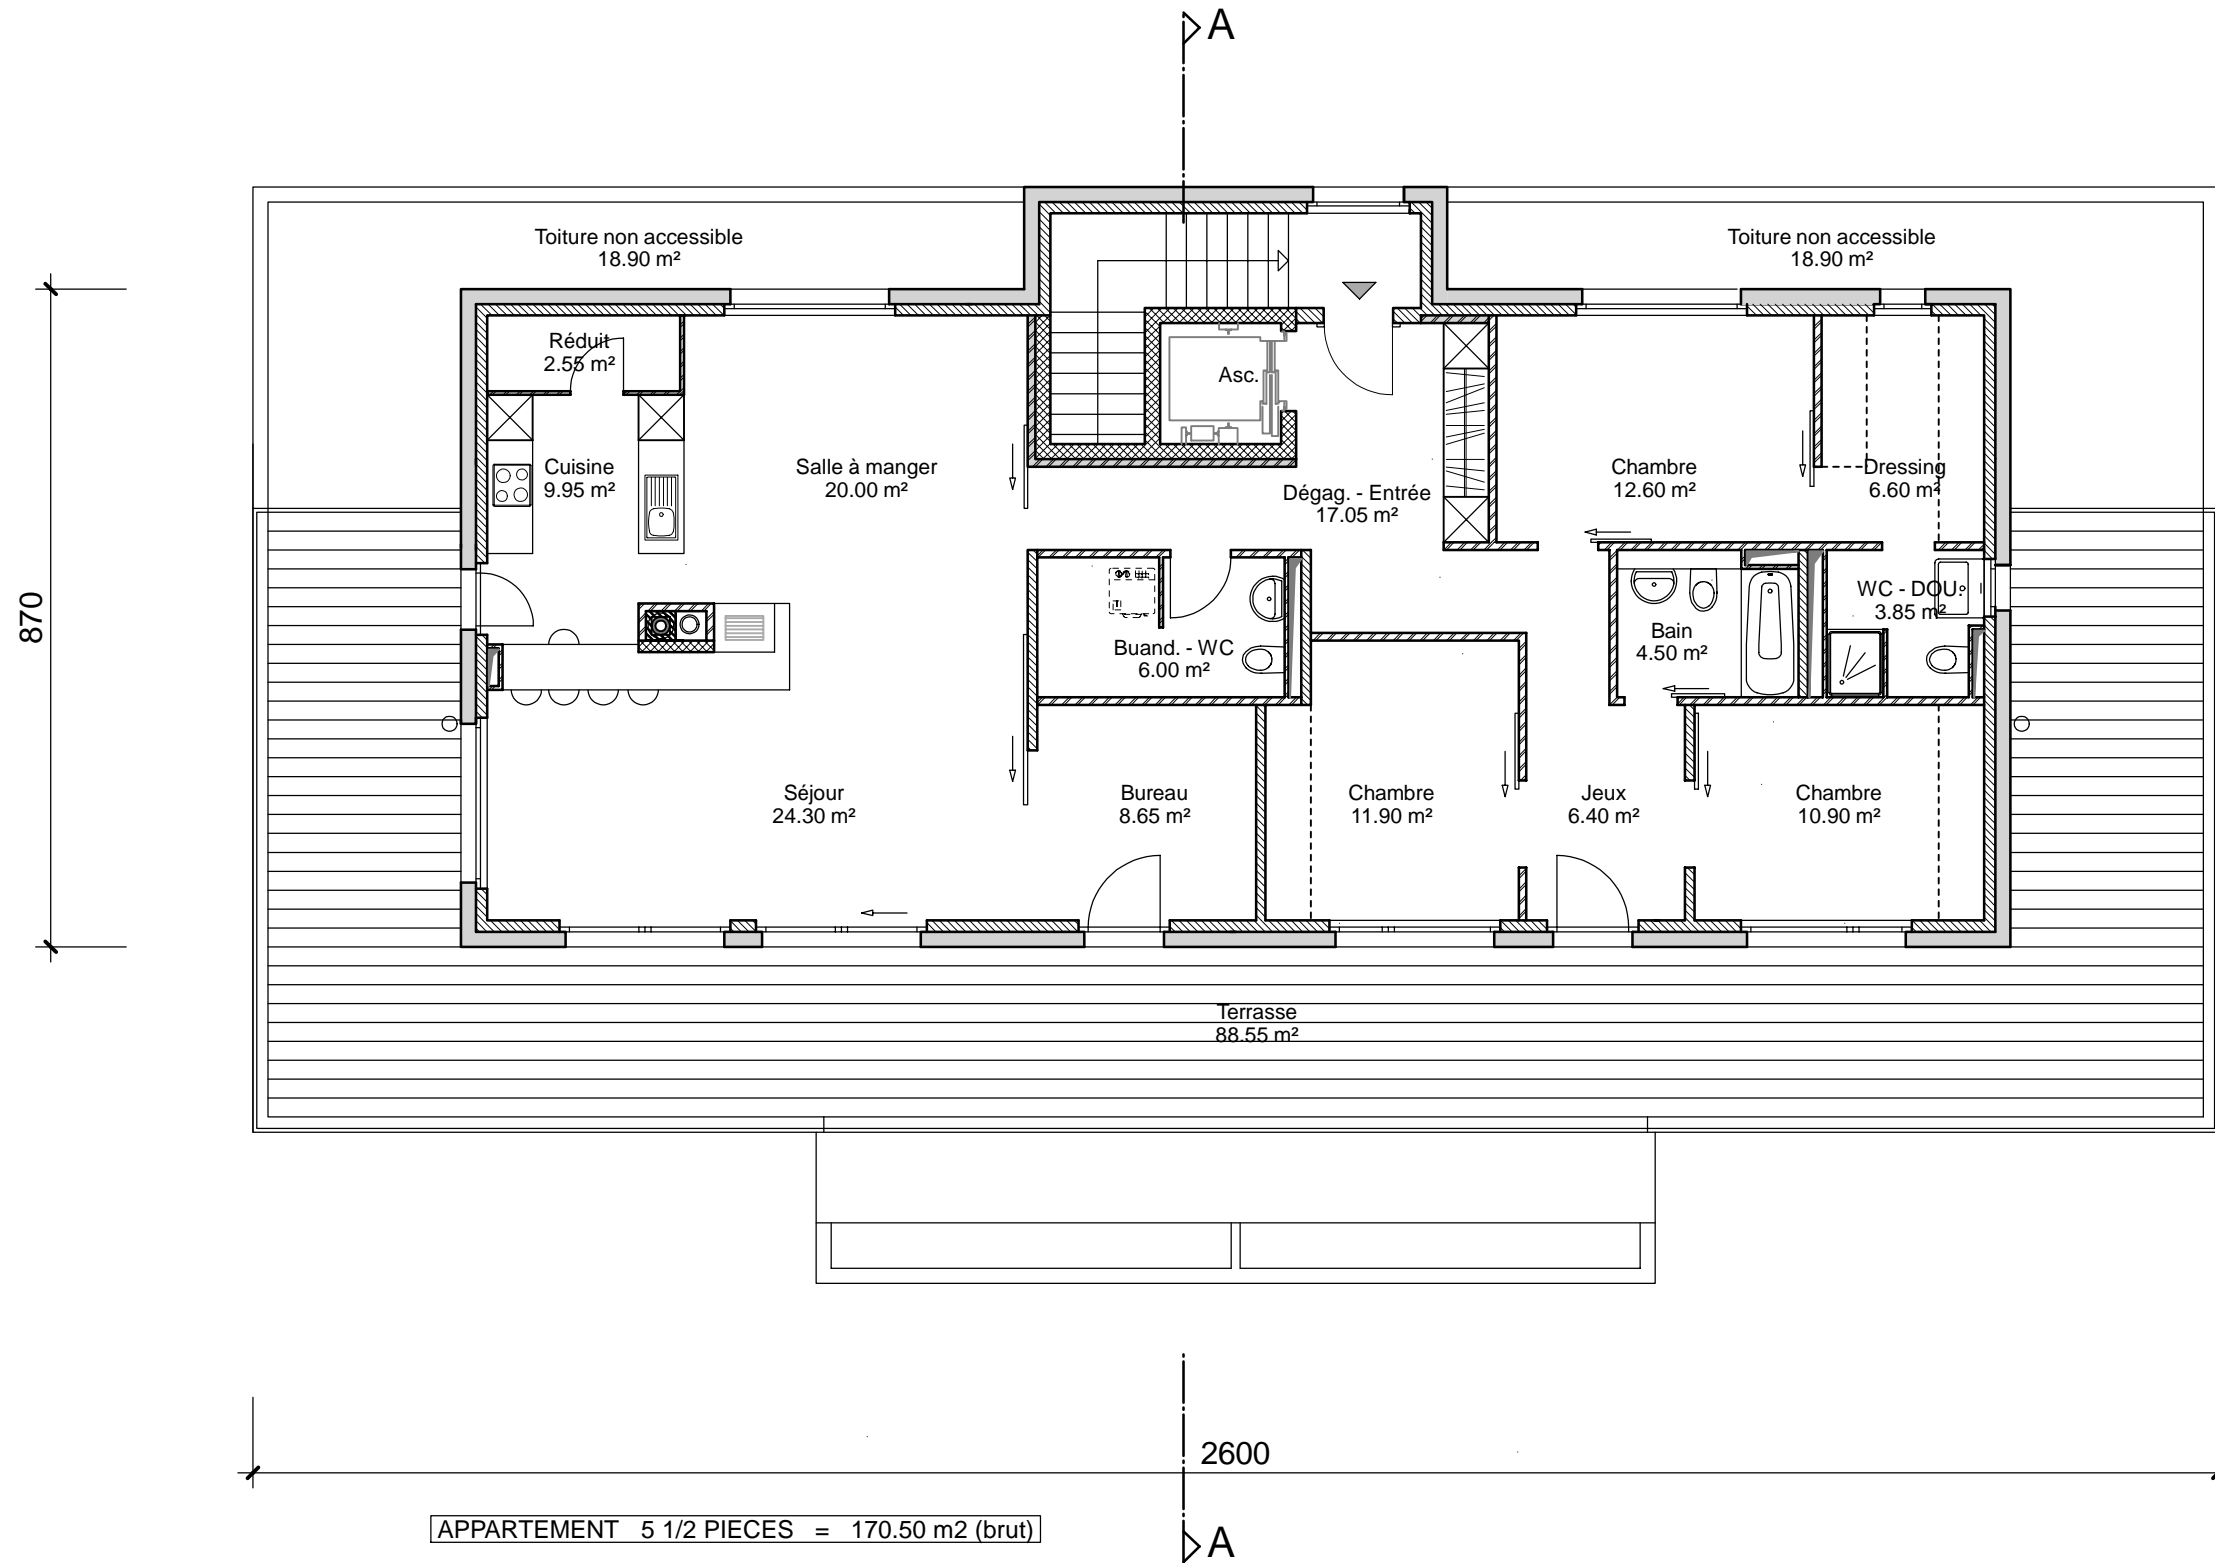 A
Toiture non accessible
18.90 m²
Toiture non accessible
18.90 m²
870
Réduit
2.55 m²
Asc.
Cuisine
9.95 m²
Salle à manger
20.00 m²
Dégag. - Entrée
17.05 m²
Chambre
12.60 m²
Dressing
6.60 m²
WC - DOU.
3.85 m²
Bain
4.50 m²
Buand. - WC
6.00 m²
Séjour
24.30 m²
Bureau
8.65 m²
Chambre
11.90 m²
Jeux
6.40 m²
Chambre
10.90 m²
Terrasse
88.55 m²
2600
APPARTEMENT 5 1/2 PIECES = 170.50 m2 (brut)
A